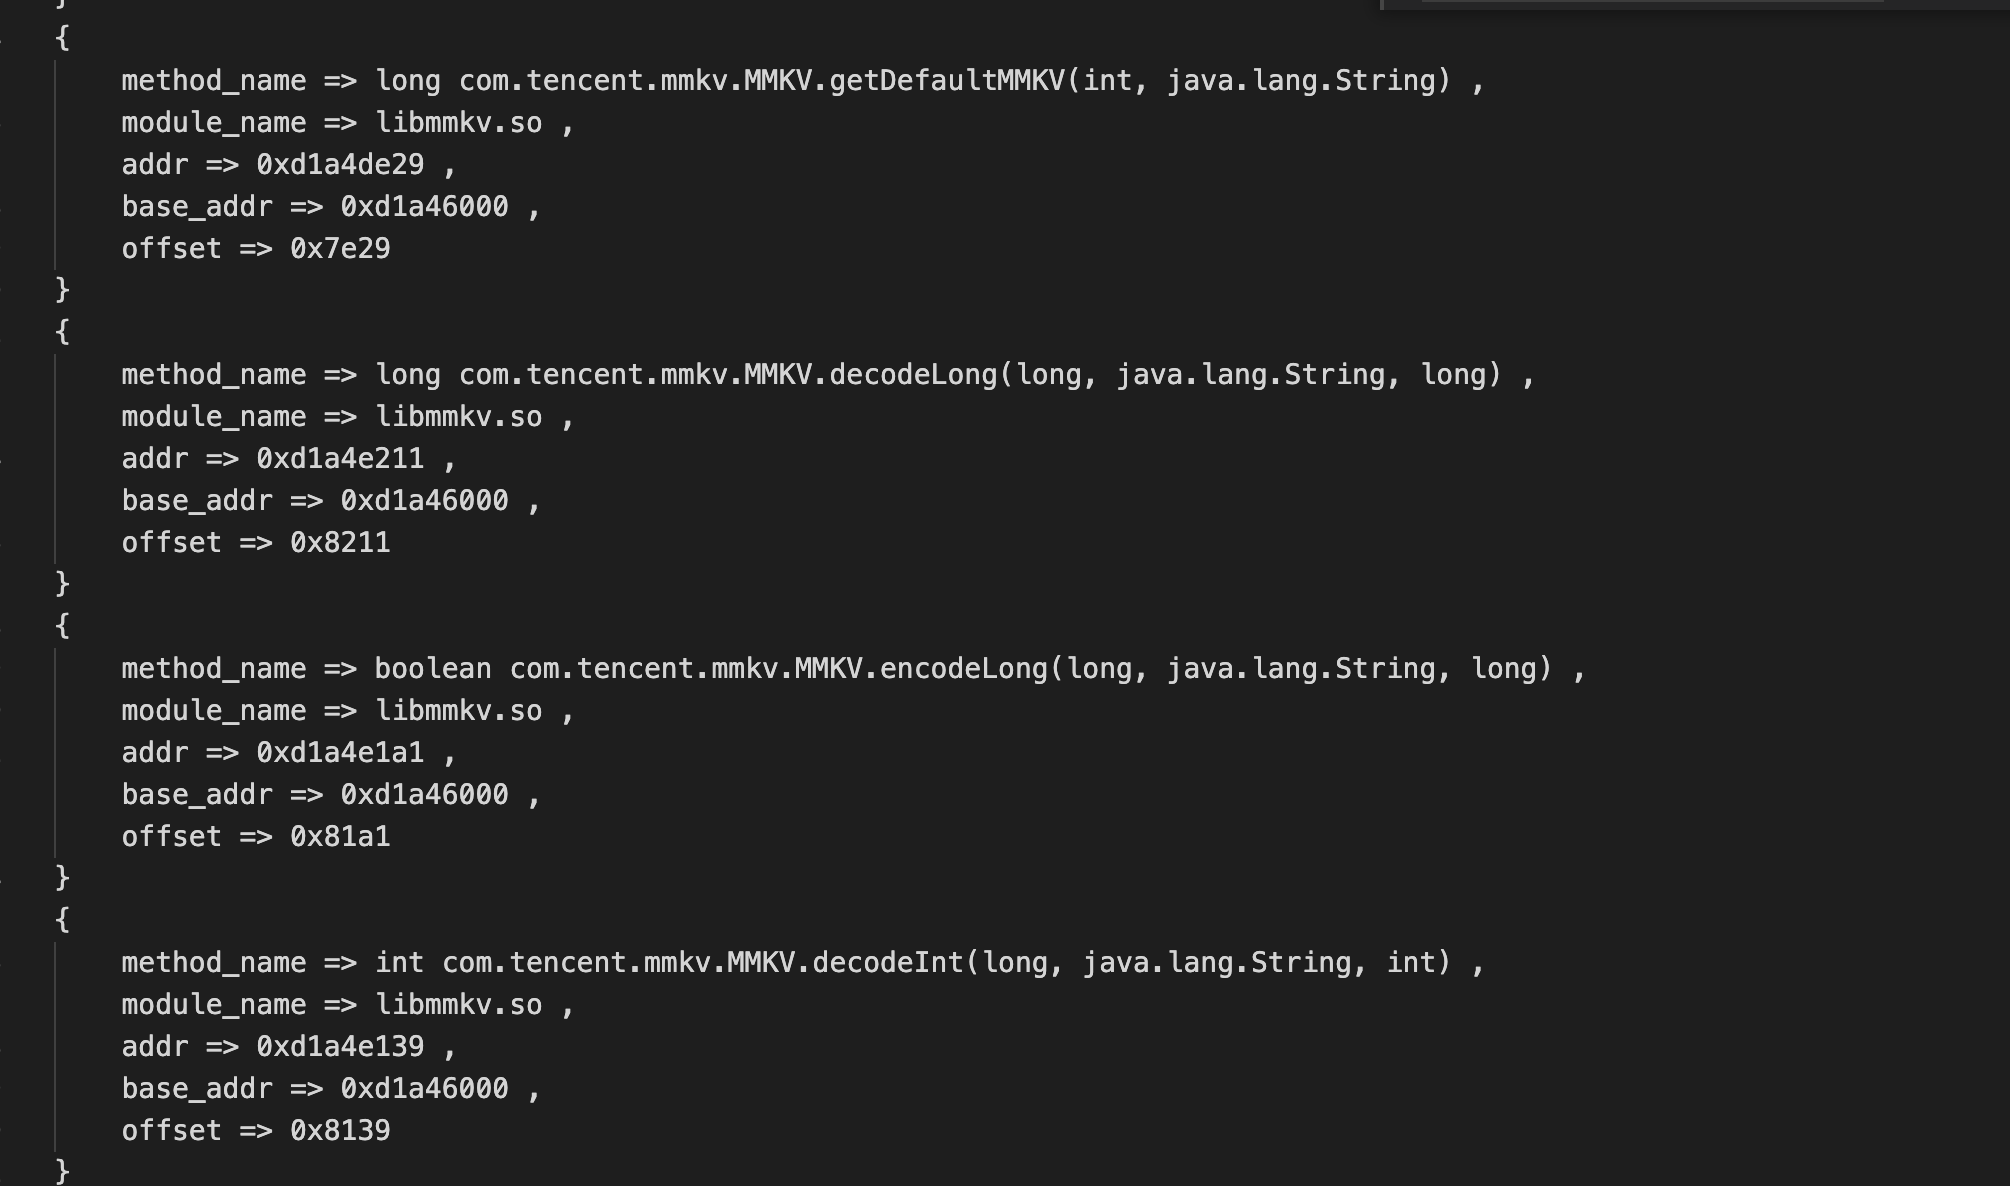 }
{
method_name => long com.tencent.mmkv.MMKV.getDefaultMMKV(int, java.lang.String) ,
module_name => libmmkv.so ,
addr => 0xd1a4de29 ,
base_addr => 0xd1a46000 ,
offset => 0x7e29
}
{
method_name => long com.tencent.mmkv.MMKV.decodeLong(long, java.lang.String, long) ,
module_name => libmmkv.so ,
addr => 0xd1a4e211 ,
base_addr => 0xd1a46000 ,
offset => 0x8211
}
{
method_name => boolean com.tencent.mmkv.MMKV.encodeLong(long, java.lang.String, long) ,
module_name => libmmkv.so ,
addr => 0xd1a4e1a1 ,
base_addr => 0xd1a46000 ,
offset => 0x81a1
}
{
method_name => int com.tencent.mmkv.MMKV.decodeInt(long, java.lang.String, int) ,
module_name => libmmkv.so ,
addr => 0xd1a4e139 ,
base_addr => 0xd1a46000 ,
offset => 0x8139
}